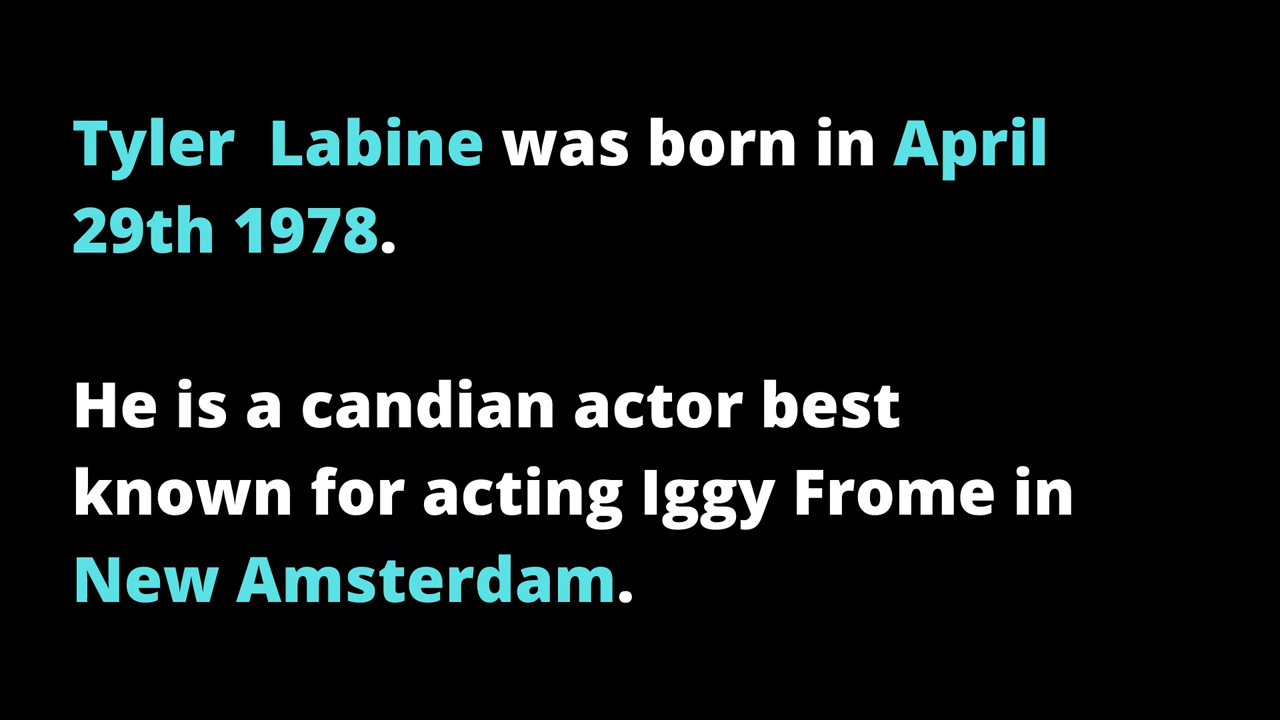 Tyler  Labine was born in April
29th 1978.
He is a candian actor best
known for acting Iggy Frome in
New Amsterdam.